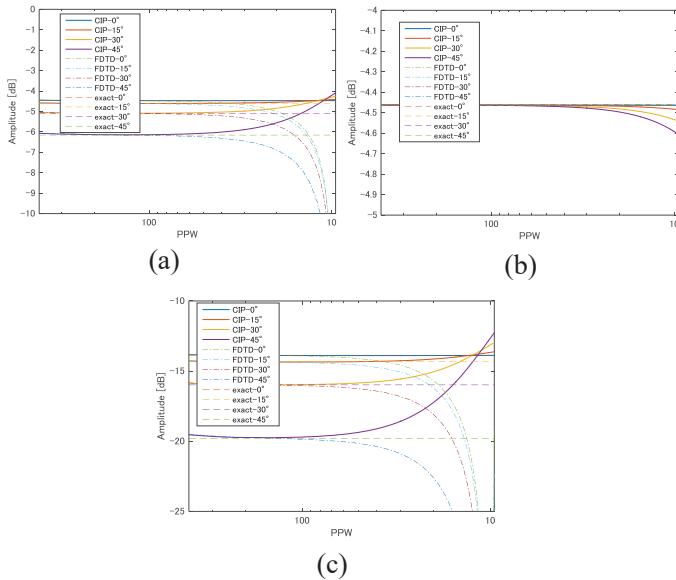 0
-1
-2
-3
-4
-5
-6
-7
-8
-9
-10
Amplitude [dB]
CIP-0°
CIP-15°
CIP-30°
CIP-45°
FDTD-0°
FDTD-15°
FDTD-30°
FDTD-45°
exact-0°
exact-15°
exact-30°
exact-45°
100
10
PPW
(a)
-4
-4.1
-4.2
-4.3
-4.4
-4.5
-4.6
-4.7
-4.8
-4.9
-5
Amplitude [dB]
CIP-0°
CIP-15°
CIP-30°
CIP-45°
FDTD-0°
FDTD-15°
FDTD-30°
FDTD-45°
exact-0°
exact-15°
exact-30°
exact-45°
100
10
PPW
(b)
-10
-15
-20
-25
Amplitude [dB]
CIP-0°
CIP-15°
CIP-30°
CIP-45°
FDTD-0°
FDTD-15°
FDTD-30°
FDTD-45°
exact-0°
exact-15°
exact-30°
exact-45°
100
10
PPW
(c)